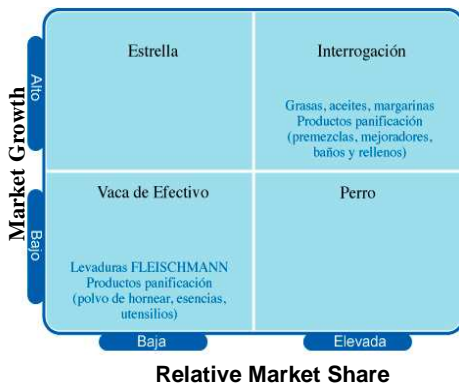 Market Growth
Alto
Bajo
Estrella
Interrogación
Grasas, aceites, margarinas
Productos panificación
(premezclas, mejoradores,
baños y rellenos)
Vaca de Efectivo
Perro
Levaduras FLEISCHMANN
Productos panificación
(polvo de hornear, esencias,
utensilios)
Baja
Elevada
Relative Market Share